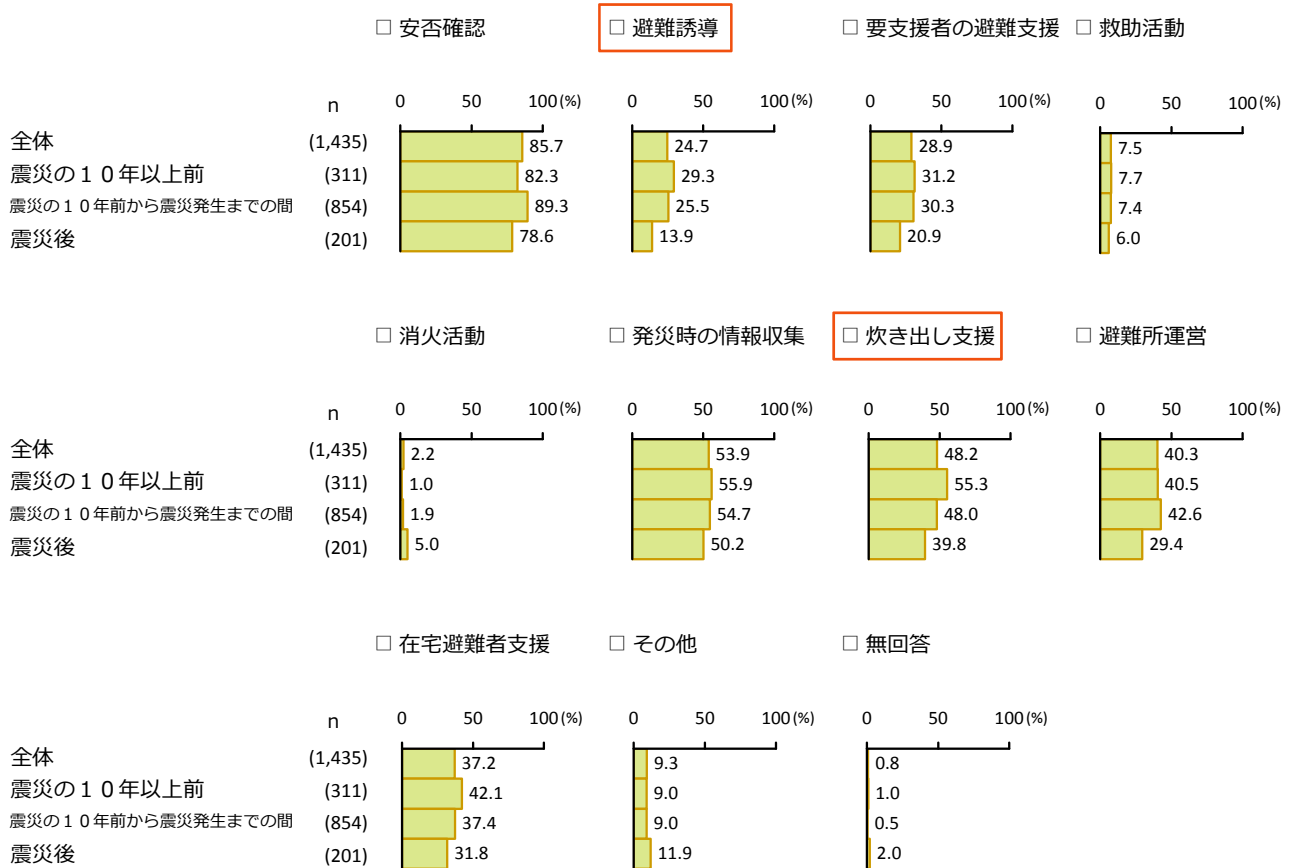 □ 安否確認 □ 避難誘導 □ 要支援者の避難支援 □ 救助活動
n 0 50 100(%) 0 50 100(%) 0 50 100(%) 0 50 100(%)
全体 (1,435) 85.7 24.7 28.9 7.5
震災の１０年以上前 (311) 82.3 29.3 31.2 7.7
震災の１０年前から震災発生までの間 (854) 89.3 25.5 30.3 7.4
震災後 (201) 78.6 13.9 20.9 6.0
□ 消火活動 □ 発災時の情報収集 □ 炊き出し支援 □ 避難所運営
n 0 50 100(%) 0 50 100(%) 0 50 100(%) 0 50 100(%)
全体 (1,435) 2.2 53.9 48.2 40.3
震災の１０年以上前 (311) 1.0 55.9 55.3 40.5
震災の１０年前から震災発生までの間 (854) 1.9 54.7 48.0 42.6
震災後 (201) 5.0 50.2 39.8 29.4
□ 在宅避難者支援 □ その他 □ 無回答
n 0 50 100(%) 0 50 100(%) 0 50 100(%)
全体 (1,435) 37.2 9.3 0.8
震災の１０年以上前 (311) 42.1 9.0 1.0
震災の１０年前から震災発生までの間 (854) 37.4 9.0 0.5
震災後 (201) 31.8 11.9 2.0